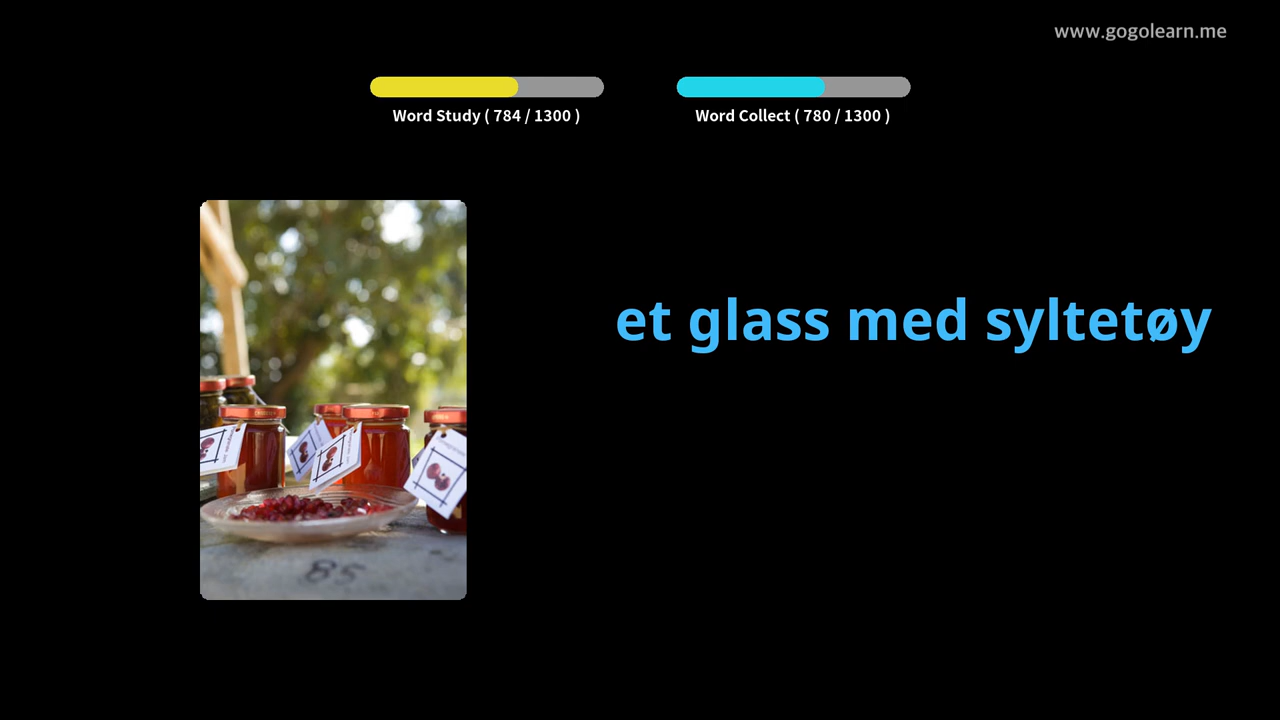 www.gogolearn.me
Word Study ( 784 / 1300 )
Word Collect ( 780 / 1300 )
et glass med syltetøy
85